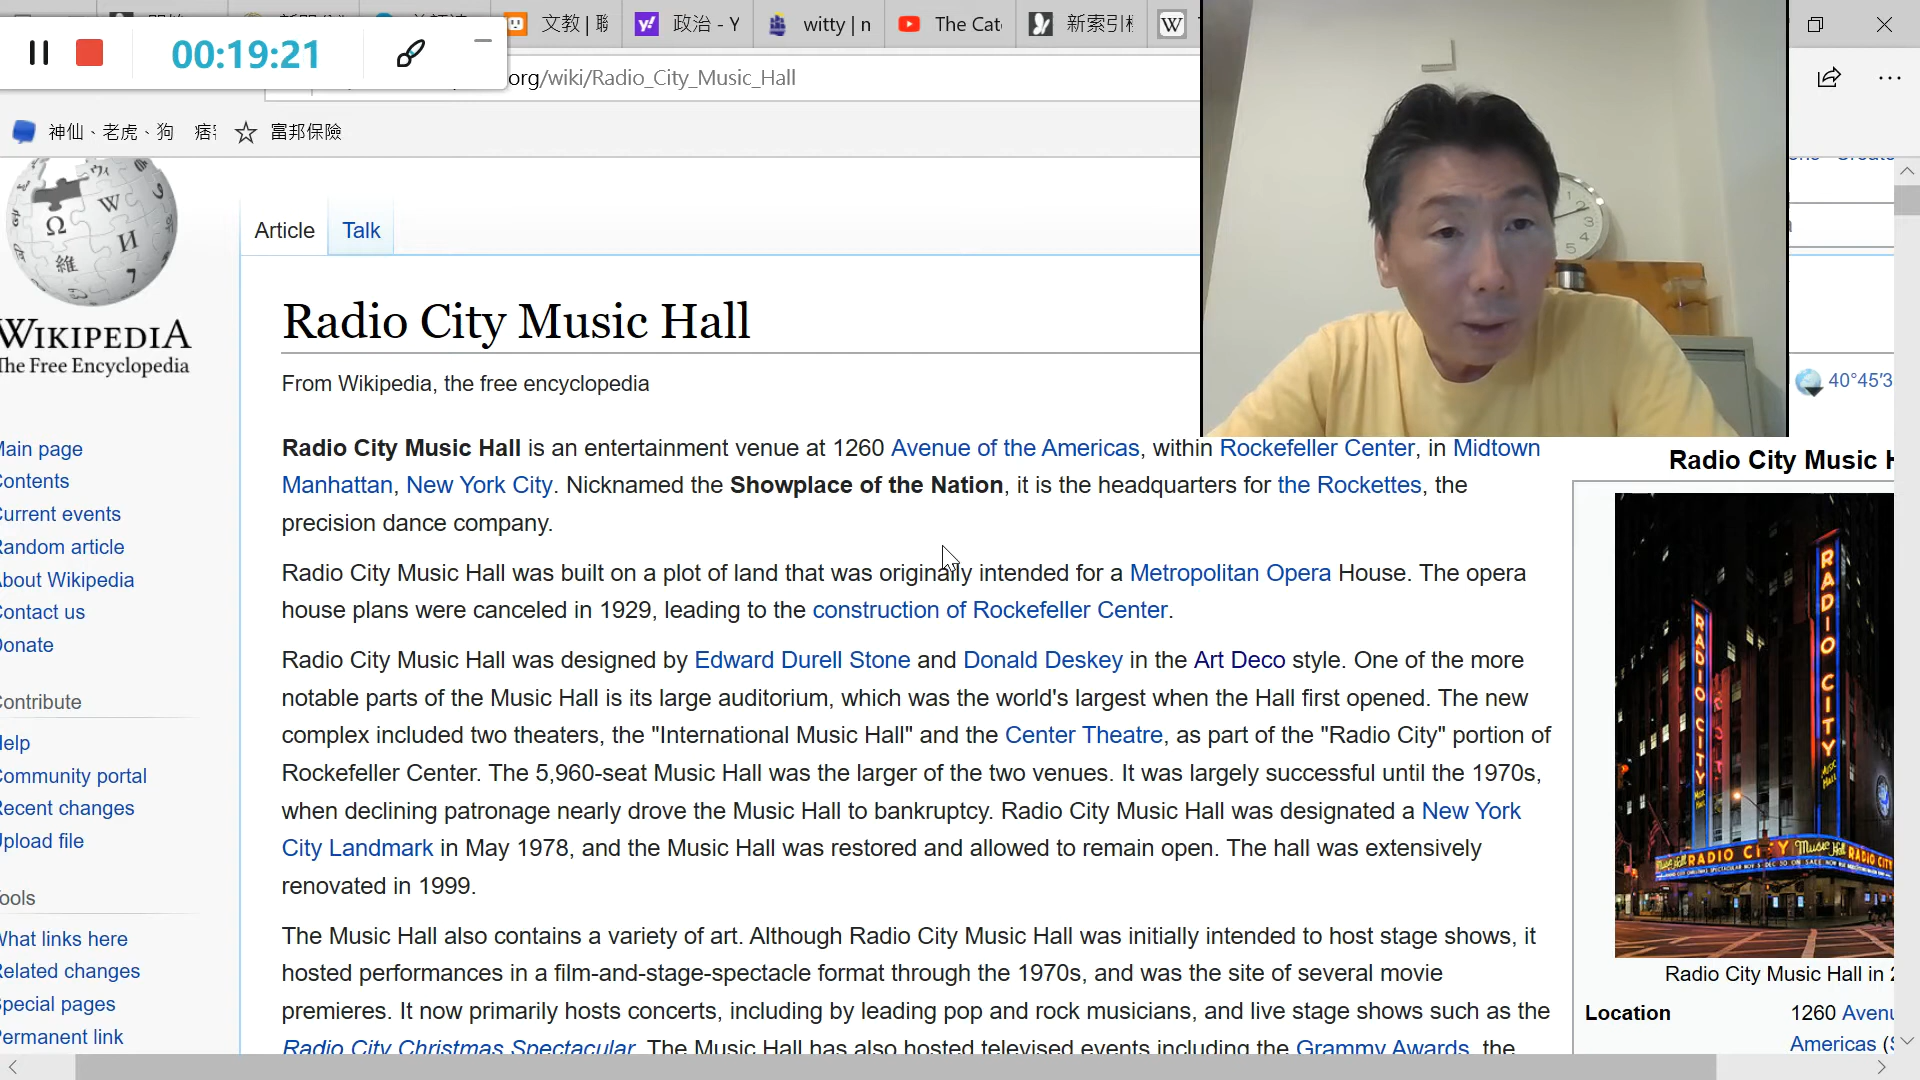 00:19:21
文教 | 聯
政治 - Y
witty | n
The Cat
新索引
W
org/wiki/Radio_City_Music_Hall
神仙、老虎、狗
富邦保險
WIKIPEDIA
The Free Encyclopedia
Article
Talk
Radio City Music Hall
From Wikipedia, the free encyclopedia
40°45′3
Radio City Music Hall is an entertainment venue at 1260 Avenue of the Americas, within Rockefeller Center, in Midtown
Manhattan, New York City. Nicknamed the Showplace of the Nation, it is the headquarters for the Rockettes, the
precision dance company.
Radio City Music Hall was built on a plot of land that was originally intended for a Metropolitan Opera House. The opera
house plans were canceled in 1929, leading to the construction of Rockefeller Center.
Radio City Music Hall was designed by Edward Durell Stone and Donald Deskey in the Art Deco style. One of the more
notable parts of the Music Hall is its large auditorium, which was the world's largest when the Hall first opened. The new
complex included two theaters, the "International Music Hall" and the Center Theatre, as part of the "Radio City" portion of
Rockefeller Center. The 5,960-seat Music Hall was the larger of the two venues. It was largely successful until the 1970s,
when declining patronage nearly drove the Music Hall to bankruptcy. Radio City Music Hall was designated a New York
City Landmark in May 1978, and the Music Hall was restored and allowed to remain open. The hall was extensively
renovated in 1999.
The Music Hall also contains a variety of art. Although Radio City Music Hall was initially intended to host stage shows, it
hosted performances in a film-and-stage-spectacle format through the 1970s, and was the site of several movie
premieres. It now primarily hosts concerts, including by leading pop and rock musicians, and live stage shows such as the
Radio City Christmas Spectacular. The Music Hall has also hosted televised events including the Grammy Awards, the
Main page
Contents
Current events
Random article
About Wikipedia
Contact us
Donate
Contribute
Help
Community portal
Recent changes
Upload file
Tools
What links here
Related changes
Special pages
Permanent link
Radio City Music H
RADIO CITY
MUSIC HALL
RADIO CITY
MUSIC HALL
RADIO CITY Music Hall RADIO CITY
Radio City Music Hall in 2
Location
1260 Avenu
Americas (S